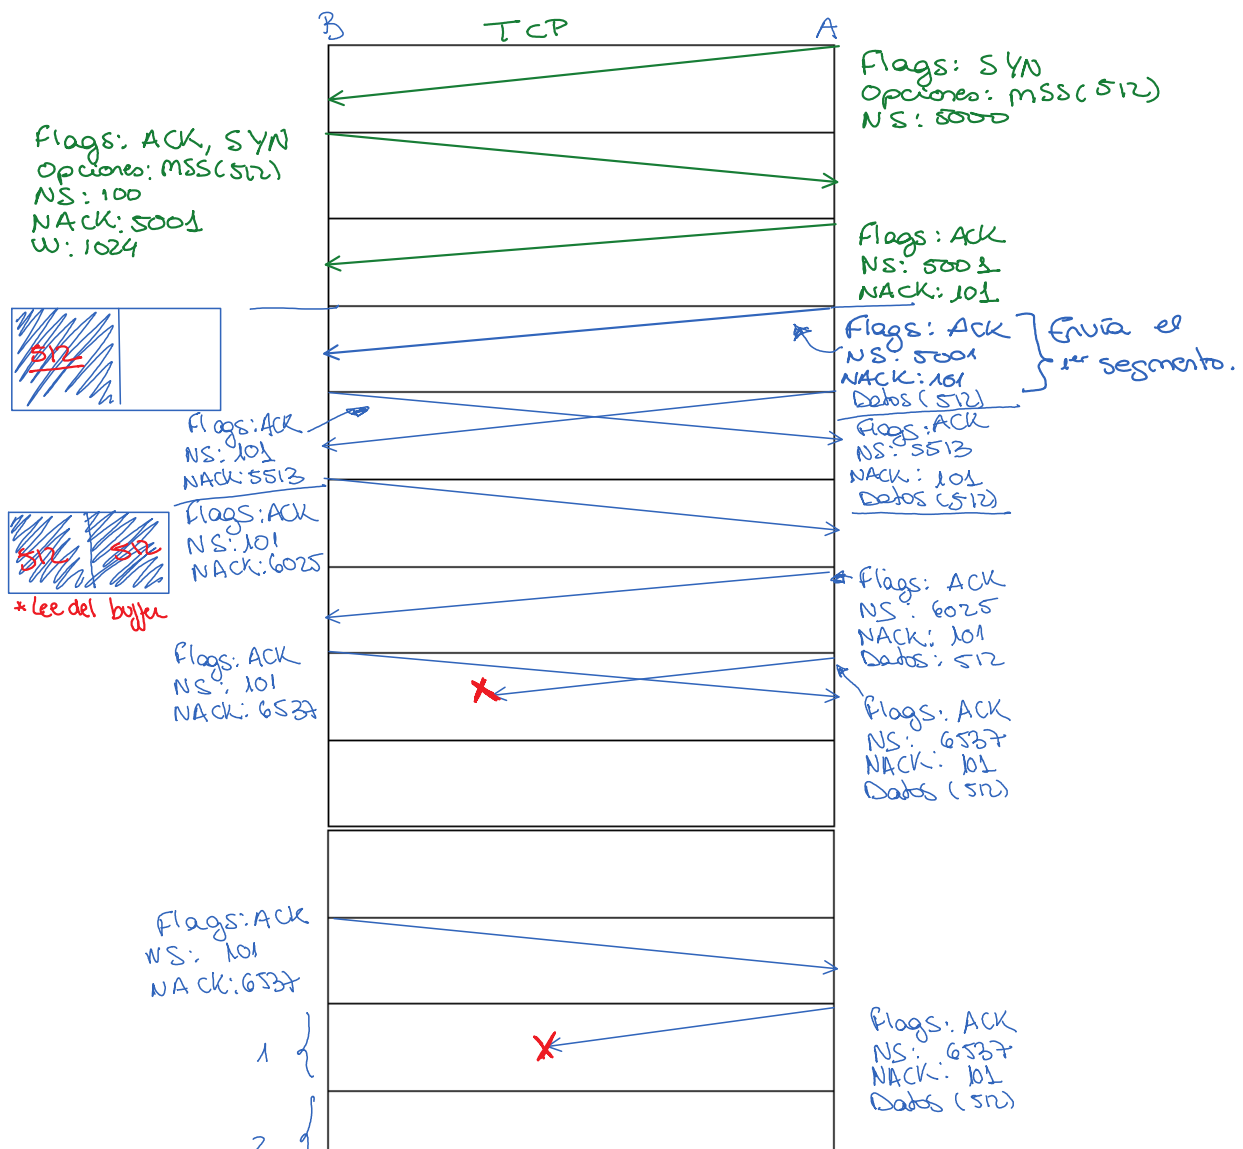 B TCP A
Flags: SYN
Opciones: MSS(512)
NS: 5000
Flags: ACK, SYN
Opciones: MSS(512)
NS: 100
NACK: 5001
W: 1024
Flags: ACK
NS: 5001
NACK: 101
512
Flags: ACK
NS: 5001
NACK: 101
Datos (512)
Envía el
1er segmento.
Flags: ACK
NS: 101
NACK: 5513
Flags: ACK
NS: 5513
NACK: 101
Datos (512)
512 512
* Lee del buffer
Flags: ACK
NS: 101
NACK: 6025
Flags: ACK
NS: 6025
NACK: 101
Datos: 512
Flags: ACK
NS: 101
NACK: 6537
Flags: ACK
NS: 6537
NACK: 101
Datos (512)
Flags: ACK
NS: 101
NACK: 6537
1
Flags: ACK
NS: 6537
NACK: 101
Datos (512)
2